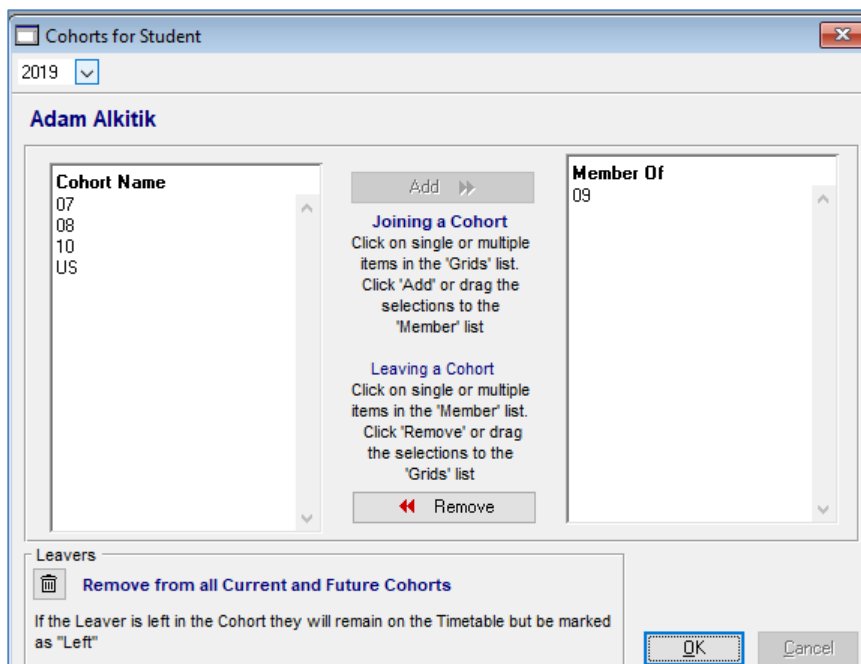 Cohorts for Student
2019
Adam Alkitik
Cohort Name
07
08
10
US
Add
Joining a Cohort
Click on single or multiple
items in the 'Grids' list.
Click 'Add' or drag the
selections to the
'Member' list
Leaving a Cohort
Click on single or multiple
items in the 'Member' list.
Click 'Remove' or drag
the selections to the
'Grids' list
Remove
Member Of
09
Leavers
Remove from all Current and Future Cohorts
If the Leaver is left in the Cohort they will remain on the Timetable but be marked
as "Left"
OK
Cancel